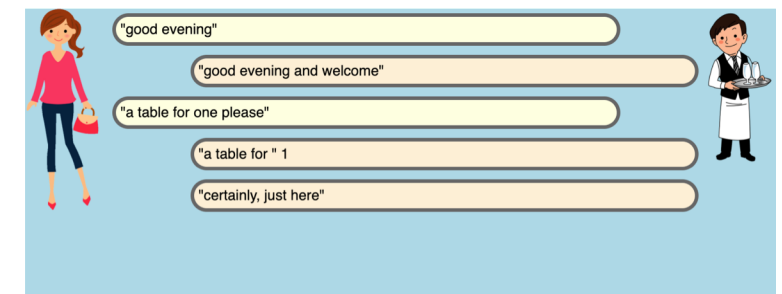 "good evening"
"good evening and welcome"
"a table for one please"
"a table for " 1
"certainly, just here"